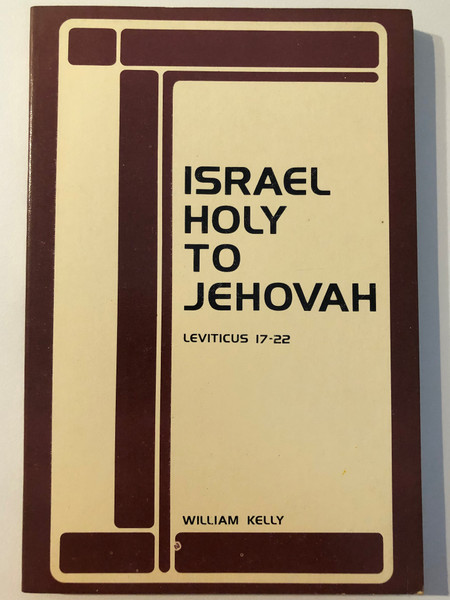 ISRAEL
HOLY
TO
JEHOVAH
LEVITICUS 17-22
WILLIAM KELLY